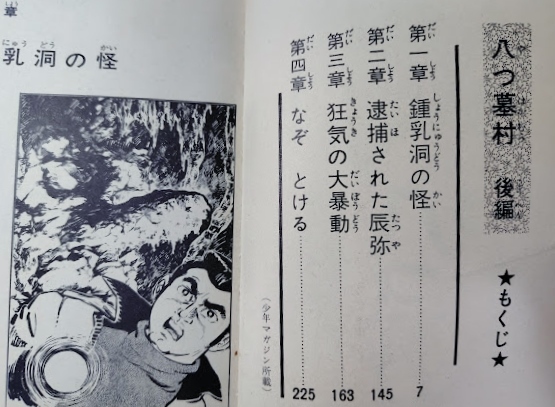 八つ墓村 後編
★もくじ★
第一章 鍾乳洞の怪 7
第二章 逮捕された辰弥 145
第三章 狂気の大暴動 163
第四章 なぞ とける 225
(少年マガジン所載)
章
乳洞の怪